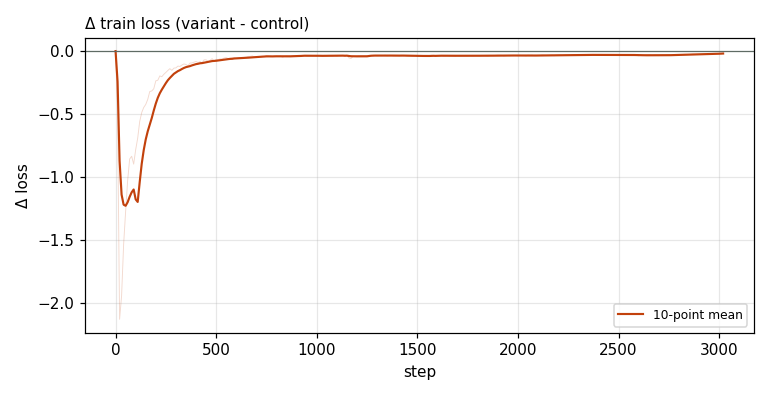 Δ train loss (variant - control)
0.0
−0.5
−1.0
−1.5
−2.0
Δ loss
10-point mean
0 500 1000 1500 2000 2500 3000
step